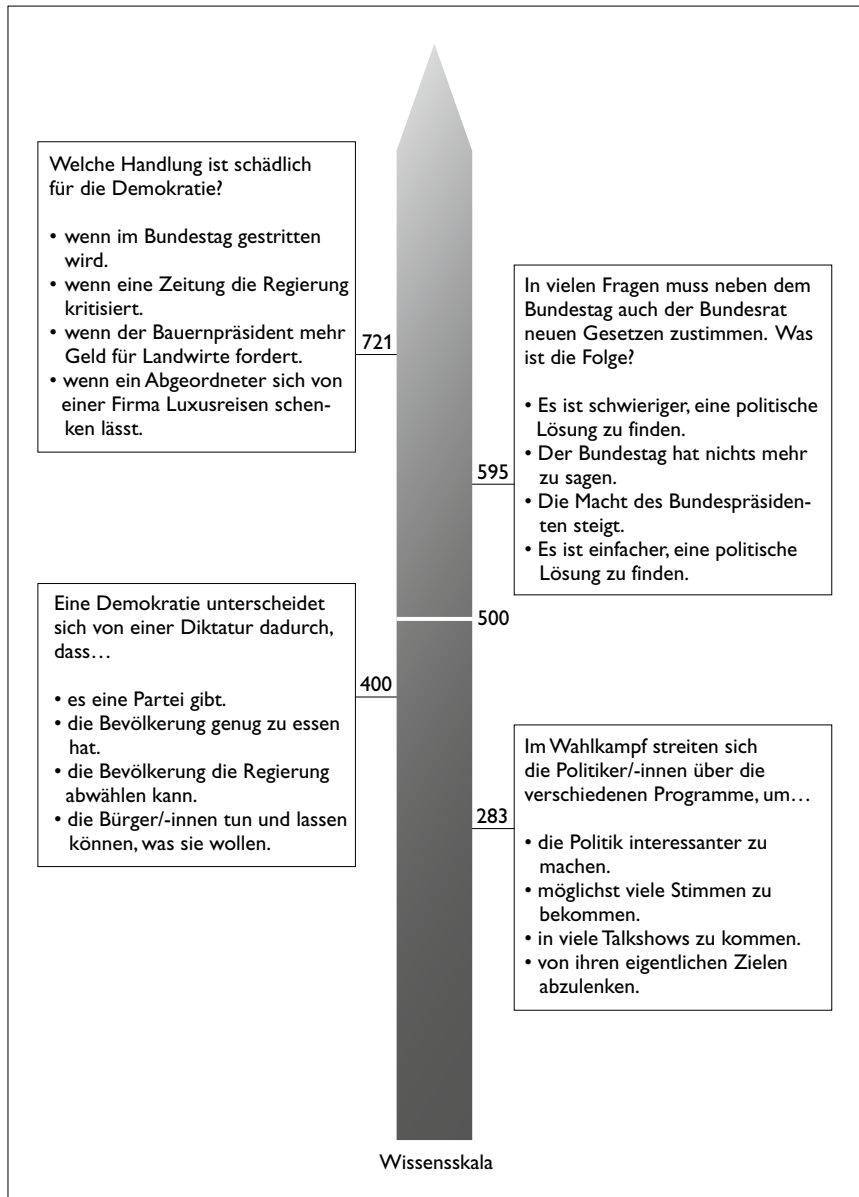 Welche Handlung ist schädlich
für die Demokratie?
• wenn im Bundestag gestritten
wird.
• wenn eine Zeitung die Regierung
kritisiert.
• wenn der Bauernpräsident mehr
Geld für Landwirte fordert.
• wenn ein Abgeordneter sich von
einer Firma Luxusreisen schen-
ken lässt.
721
In vielen Fragen muss neben dem
Bundestag auch der Bundesrat
neuen Gesetzen zustimmen. Was
ist die Folge?
• Es ist schwieriger, eine politische
Lösung zu finden.
• Der Bundestag hat nichts mehr
zu sagen.
• Die Macht des Bundespräsiden-
ten steigt.
• Es ist einfacher, eine politische
Lösung zu finden.
595
500
Eine Demokratie unterscheidet
sich von einer Diktatur dadurch,
dass…
• es eine Partei gibt.
• die Bevölkerung genug zu essen
hat.
• die Bevölkerung die Regierung
abwählen kann.
• die Bürger/-innen tun und lassen
können, was sie wollen.
400
Im Wahlkampf streiten sich
die Politiker/-innen über die
verschiedenen Programme, um…
• die Politik interessanter zu
machen.
• möglichst viele Stimmen zu
bekommen.
• in viele Talkshows zu kommen.
• von ihren eigentlichen Zielen
abzulenken.
283
Wissensskala